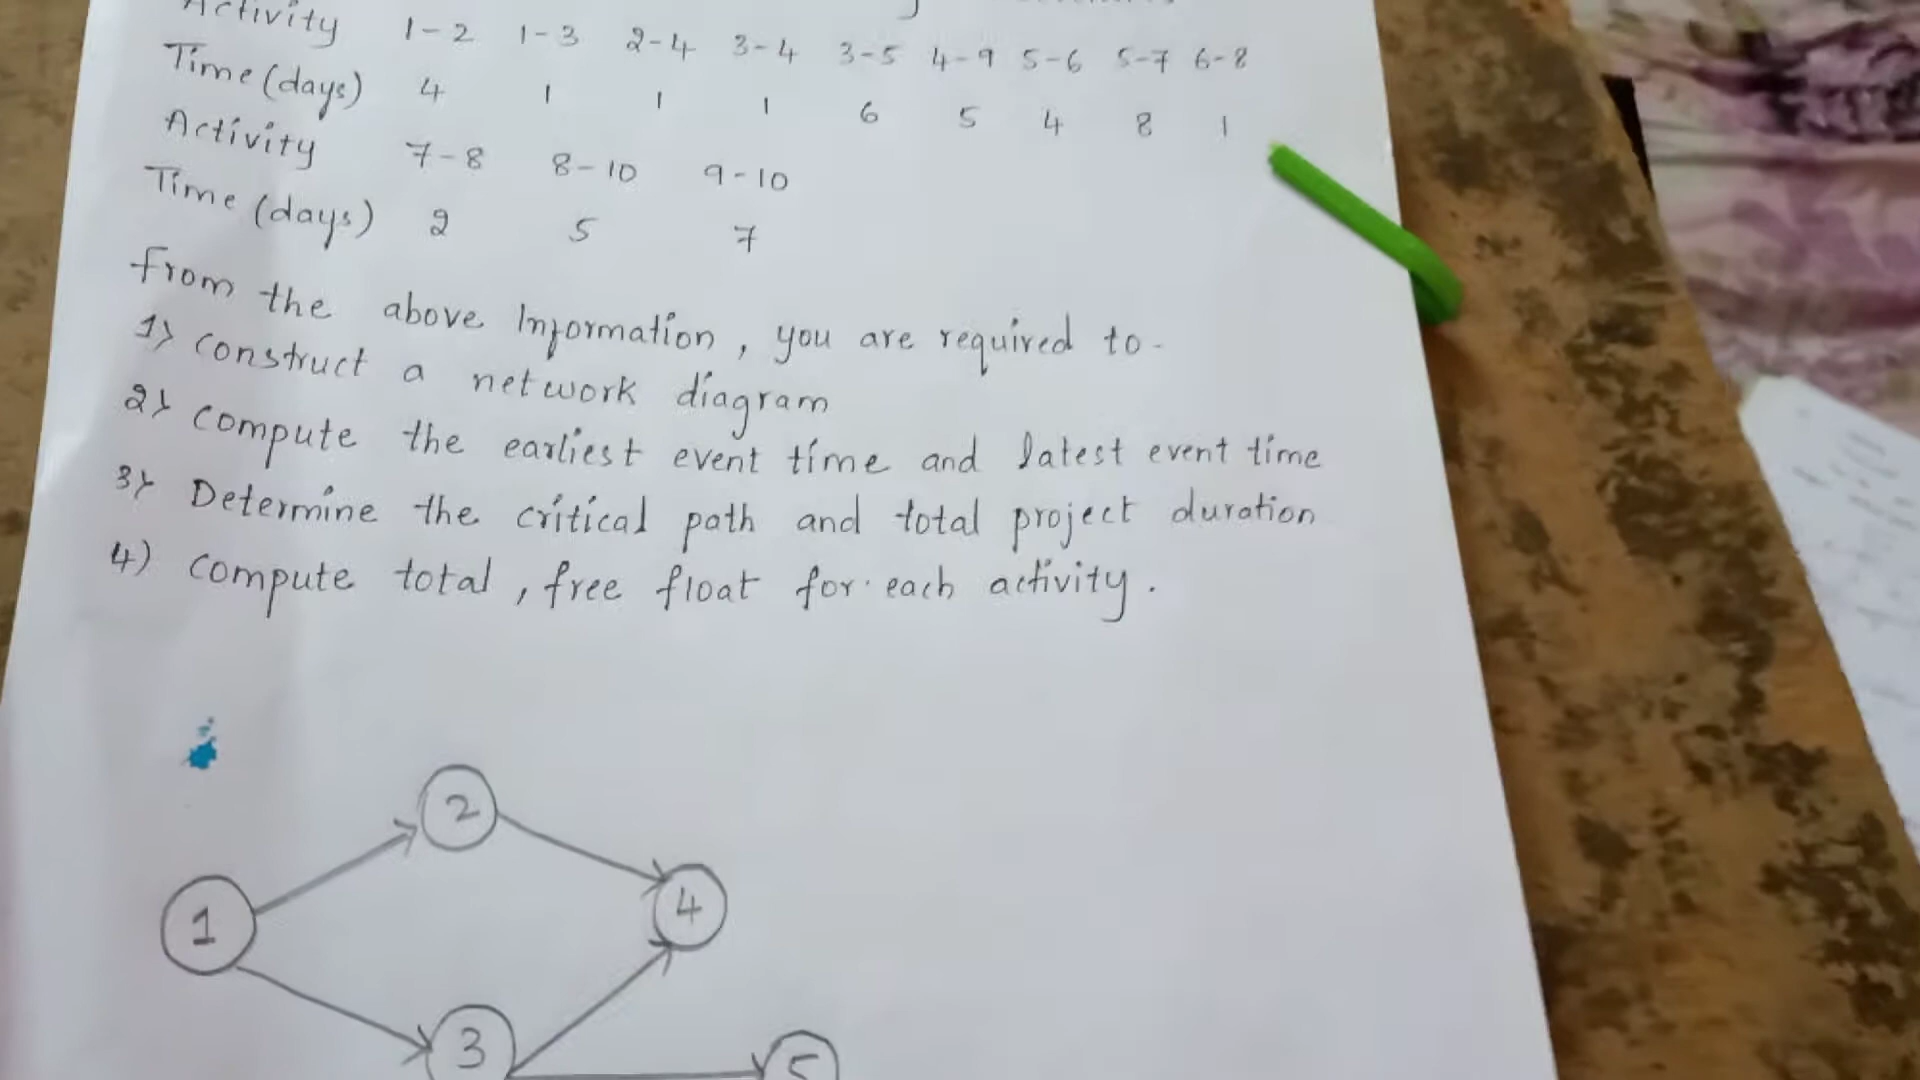 Activity 1-2 1-3 2-4 3-4 3-5 4-9 5-6 5-7 6-8
Time (days) 4 1 1 1 6 5 4 8 1
Activity 7-8 8-10 9-10
Time (days) 2 5 7
From the above Information, you are required to -
1) construct a network diagram
2) compute the earliest event time and latest event time
3) Determine the critical path and total project duration
4) compute total, free float for each activity.
2
4
1
3
5